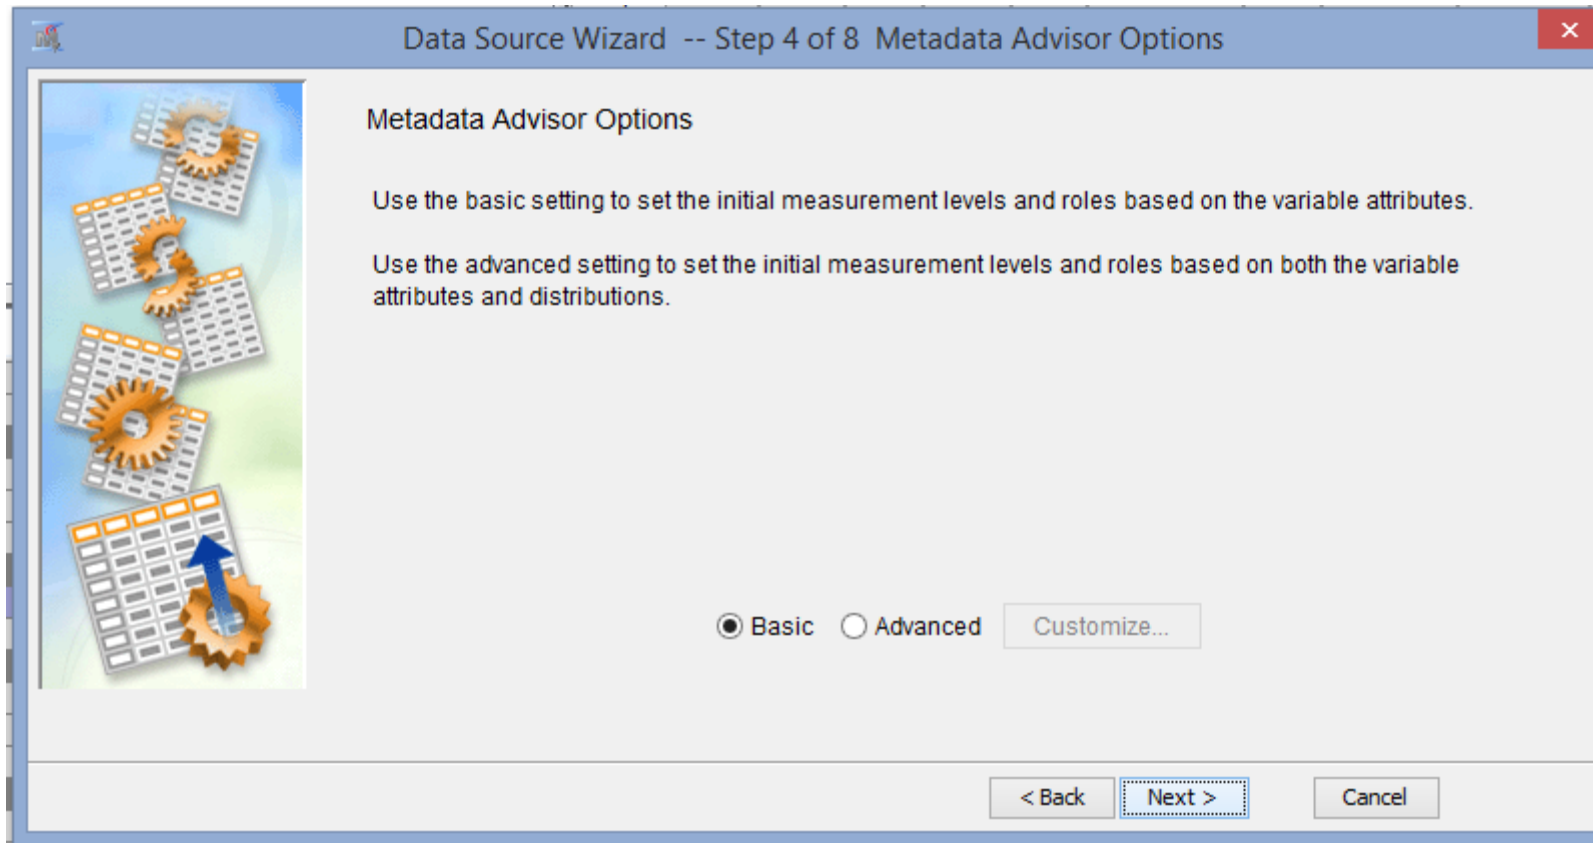 Data Source Wizard -- Step 4 of 8 Metadata Advisor Options
Metadata Advisor Options
Use the basic setting to set the initial measurement levels and roles based on the variable attributes.
Use the advanced setting to set the initial measurement levels and roles based on both the variable
attributes and distributions.
Basic Advanced Customize...
< Back Next > Cancel